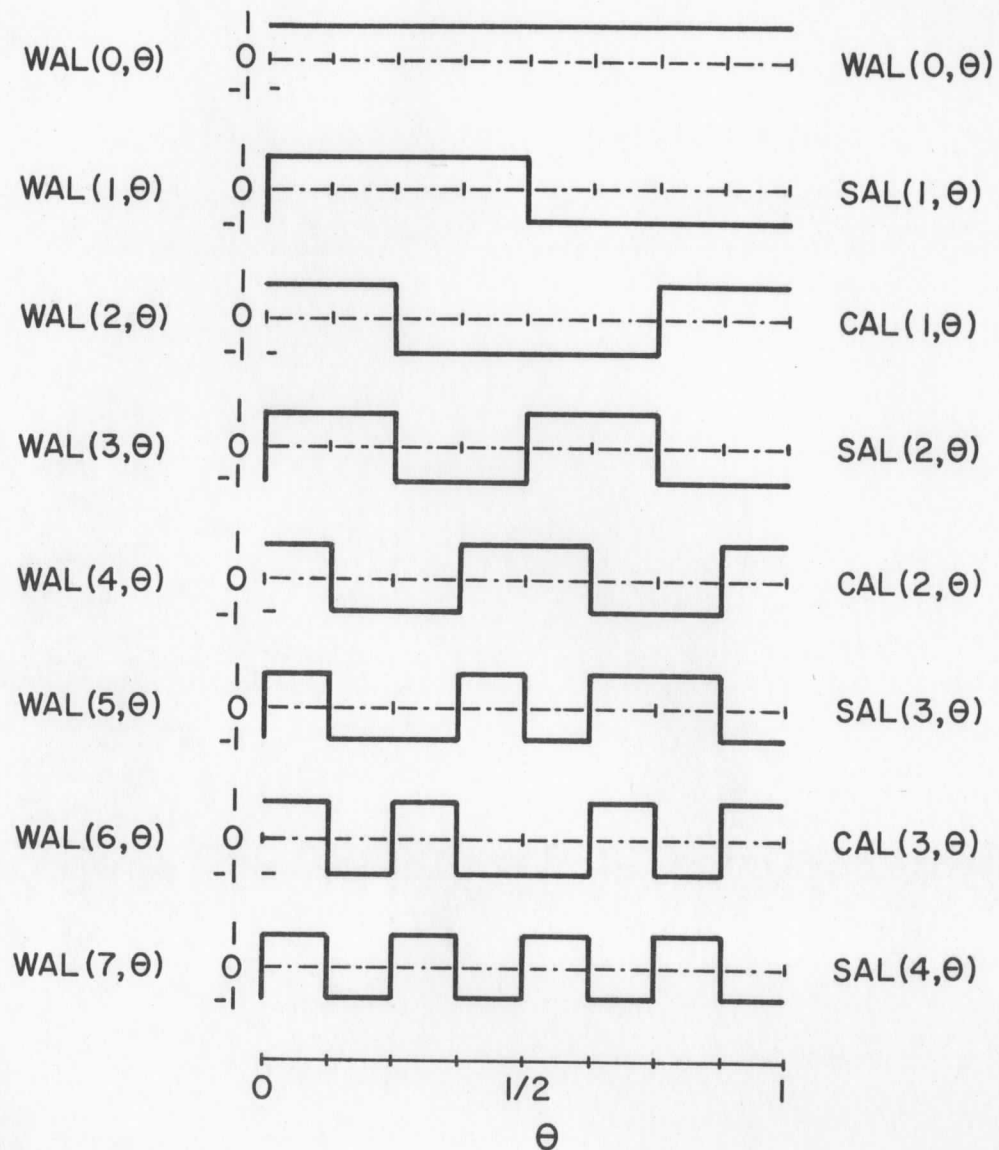 1
WAL(0,θ) 0 WAL(0,θ)
-1
1
WAL(1,θ) 0 SAL(1,θ)
-1
1
WAL(2,θ) 0 CAL(1,θ)
-1
1
WAL(3,θ) 0 SAL(2,θ)
-1
1
WAL(4,θ) 0 CAL(2,θ)
-1
1
WAL(5,θ) 0 SAL(3,θ)
-1
1
WAL(6,θ) 0 CAL(3,θ)
-1
1
WAL(7,θ) 0 SAL(4,θ)
-1
0 1/2 1
θ